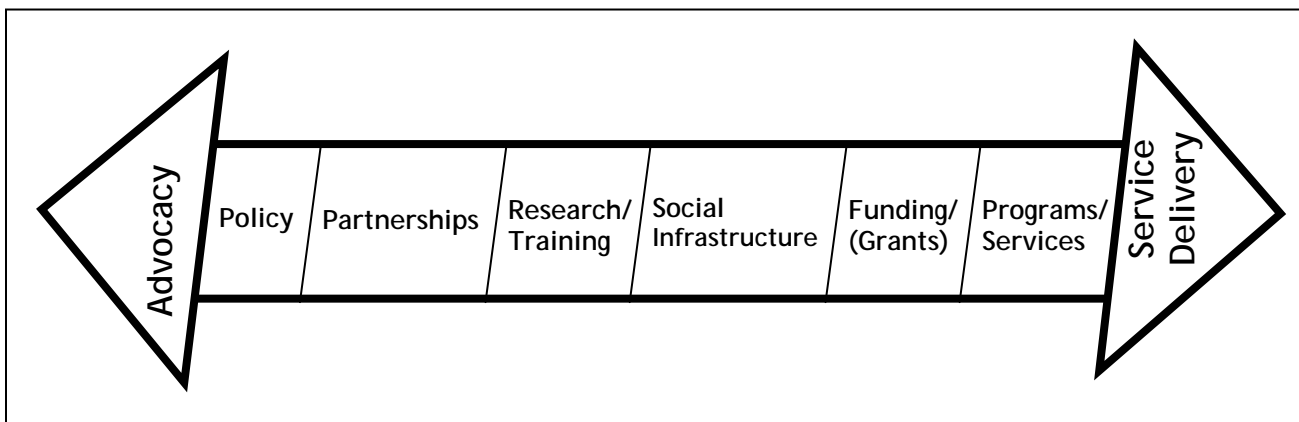 Advocacy
Policy
Partnerships
Research/
Training
Social
Infrastructure
Funding/
(Grants)
Programs/
Services
Service
Delivery